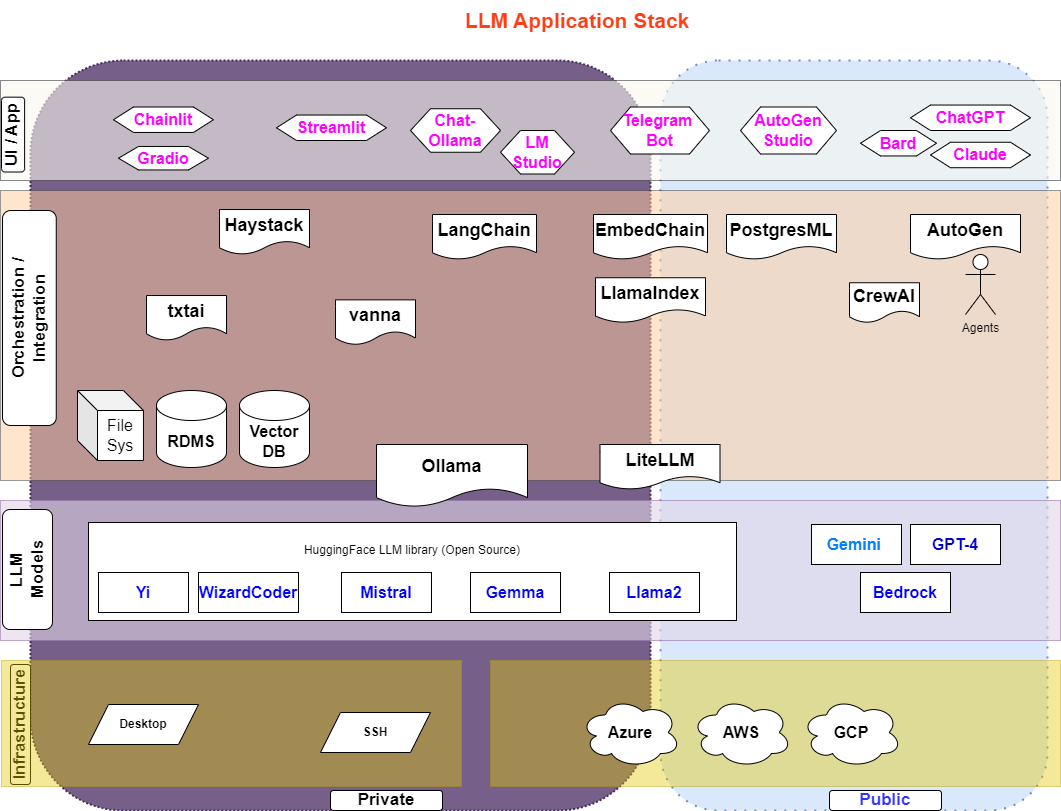 LLM Application Stack
UI / App
Chainlit
Gradio
Streamlit
Chat-
Ollama
LM
Studio
Telegram
Bot
AutoGen
Studio
ChatGPT
Bard
Claude
Orchestration /
Integration
Haystack
LangChain
EmbedChain
PostgresML
AutoGen
LlamaIndex
CrewAI
Agents
txtai
vanna
File
Sys
RDMS
Vector
DB
Ollama
LiteLLM
LLM
Models
HuggingFace LLM library (Open Source)
Yi
WizardCoder
Mistral
Gemma
Llama2
Gemini
GPT-4
Bedrock
Infrastructure
Desktop
SSH
Azure
AWS
GCP
Private
Public